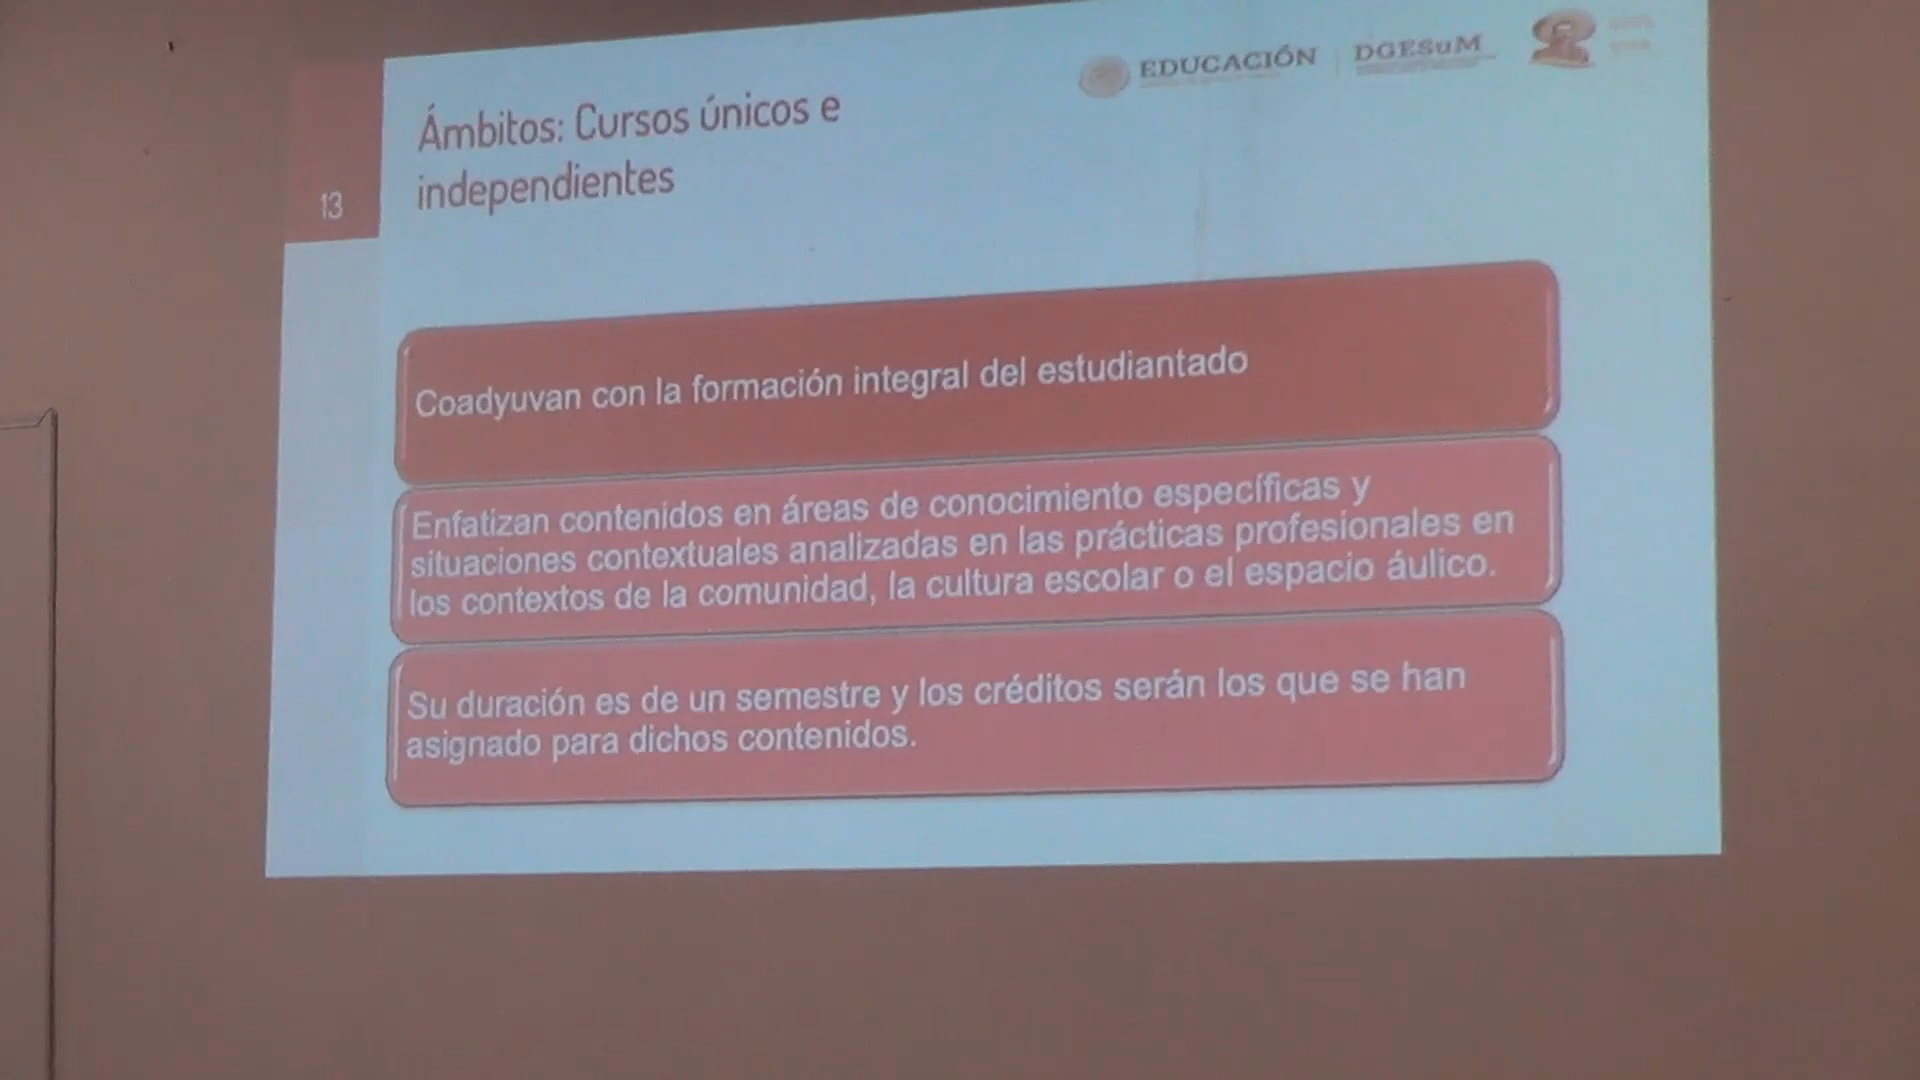 EDUCACIÓN
DGESuM
Ámbitos: Cursos únicos e
independientes
13
Coadyuvan con la formación integral del estudiantado
Enfatizan contenidos en áreas de conocimiento específicas y
situaciones contextuales analizadas en las prácticas profesionales en
los contextos de la comunidad, la cultura escolar o el espacio áulico.
Su duración es de un semestre y los créditos serán los que se han
asignado para dichos contenidos.